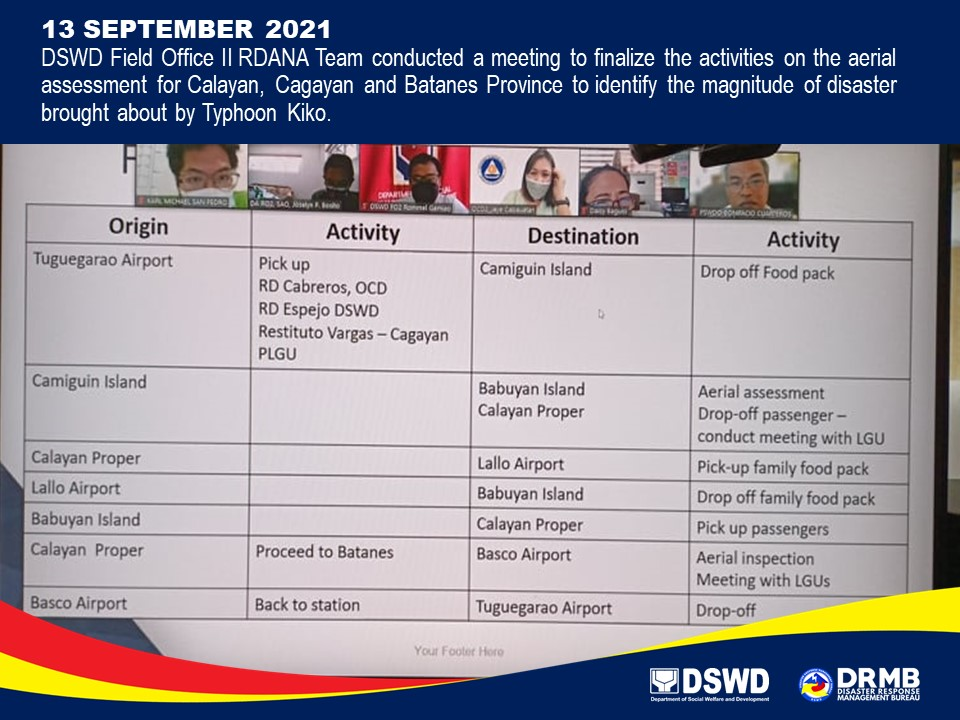 13 SEPTEMBER 2021
DSWD Field Office II RDANA Team conducted a meeting to finalize the activities on the aerial
assessment for Calayan, Cagayan and Batanes Province to identify the magnitude of disaster
brought about by Typhoon Kiko.
KARL MICHAEL SAN PEDRO
DSWD FO2
Origin Activity Destination Activity
Tuguegarao Airport Pick up Camiguin Island Drop off Food pack
RD Cabreros, OCD
RD Espejo DSWD
Restituto Vargas – Cagayan
PLGU
Camiguin Island Babuyan Island Aerial assessment
Calayan Proper Drop-off passenger –
conduct meeting with LGU
Calayan Proper Lallo Airport Pick-up family food pack
Lallo Airport Babuyan Island Drop off family food pack
Babuyan Island Calayan Proper Pick up passengers
Calayan Proper Proceed to Batanes Basco Airport Aerial inspection
Meeting with LGUs
Basco Airport Back to station Tuguegarao Airport Drop-off
Your Footer Here
DSWD
Department of Social Welfare and Development
DRMB
DISASTER RESPONSE
MANAGEMENT BUREAU